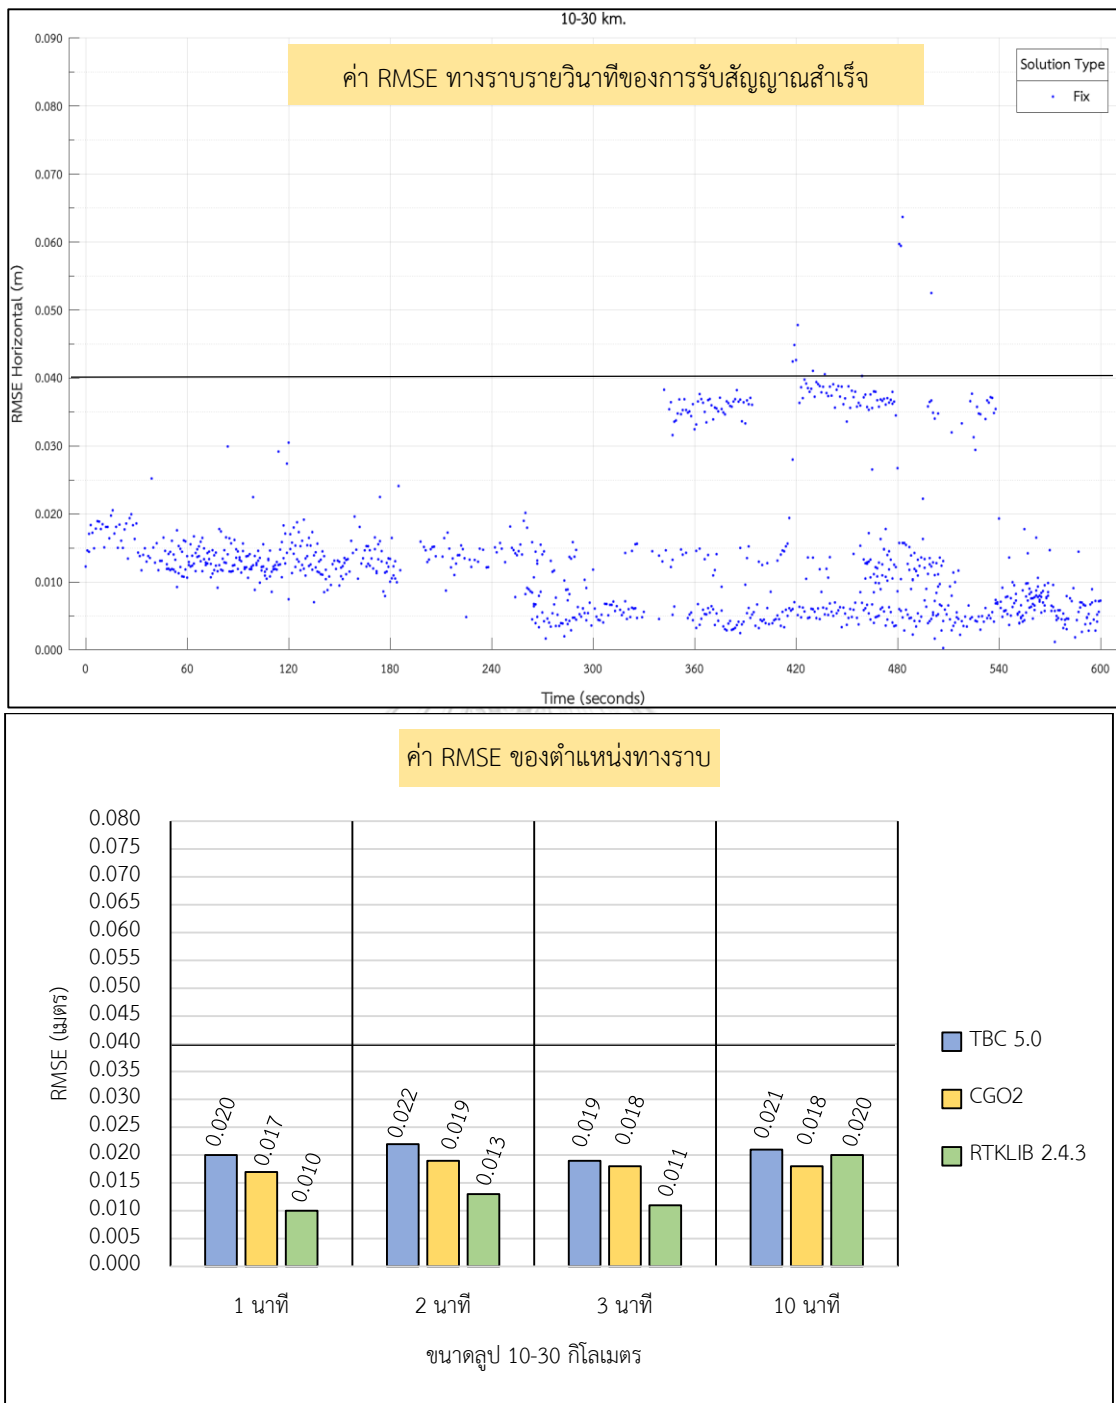 10-30 km.
ค่า RMSE ทางราบรายวินาทีของการรับสัญญาณสำเร็จ
Solution Type
Fix
RMSE Horizontal (m)
0.090
0.080
0.070
0.060
0.050
0.040
0.030
0.020
0.010
0.000
0 60 120 180 240 300 360 420 480 540 600
Time (seconds)
ค่า RMSE ของตำแหน่งทางราบ
RMSE (เมตร)
0.080
0.075
0.070
0.065
0.060
0.055
0.050
0.045
0.040
0.035
0.030
0.025
0.020
0.015
0.010
0.005
0.000
0.020 0.017 0.010 0.022 0.019 0.013 0.019 0.018 0.011 0.021 0.018 0.020
1 นาที 2 นาที 3 นาที 10 นาที
ขนาดลูป 10-30 กิโลเมตร
TBC 5.0
CGO2
RTKLIB 2.4.3